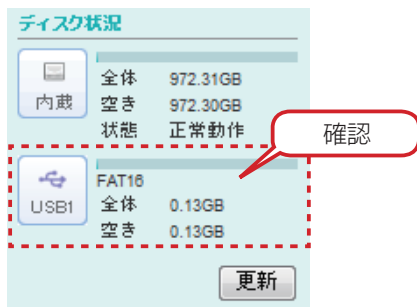 ディスク状況
内蔵
全体 972.31GB
空き 972.30GB
状態 正常動作
確認
USB1
FAT16
全体 0.13GB
空き 0.13GB
更新